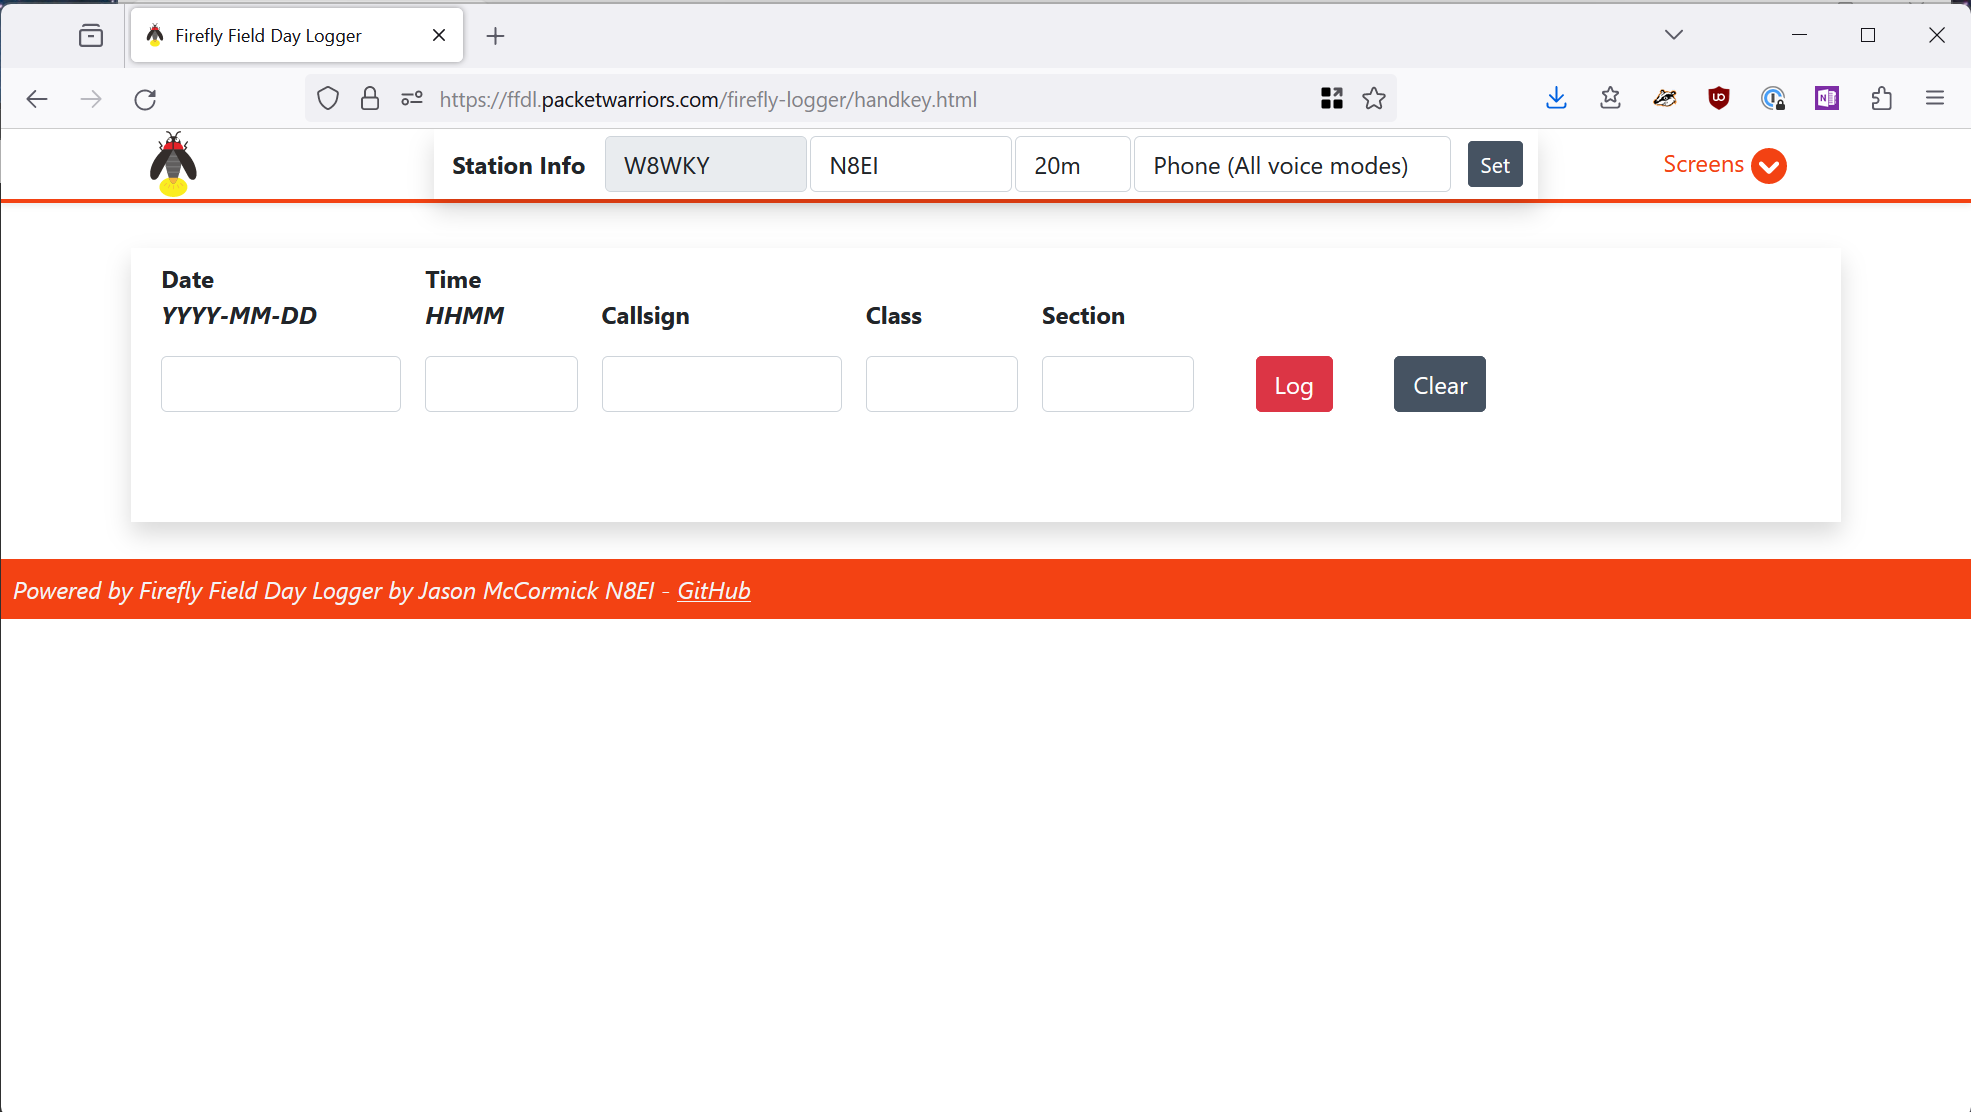 Firefly Field Day Logger
https://ffdl.packetwarriors.com/firefly-logger/handkey.html
Station Info W8WKY N8EI 20m Phone (All voice modes) Set Screens
Date Time
YYYY-MM-DD HHMM Callsign Class Section
Log Clear
Powered by Firefly Field Day Logger by Jason McCormick N8EI - GitHub